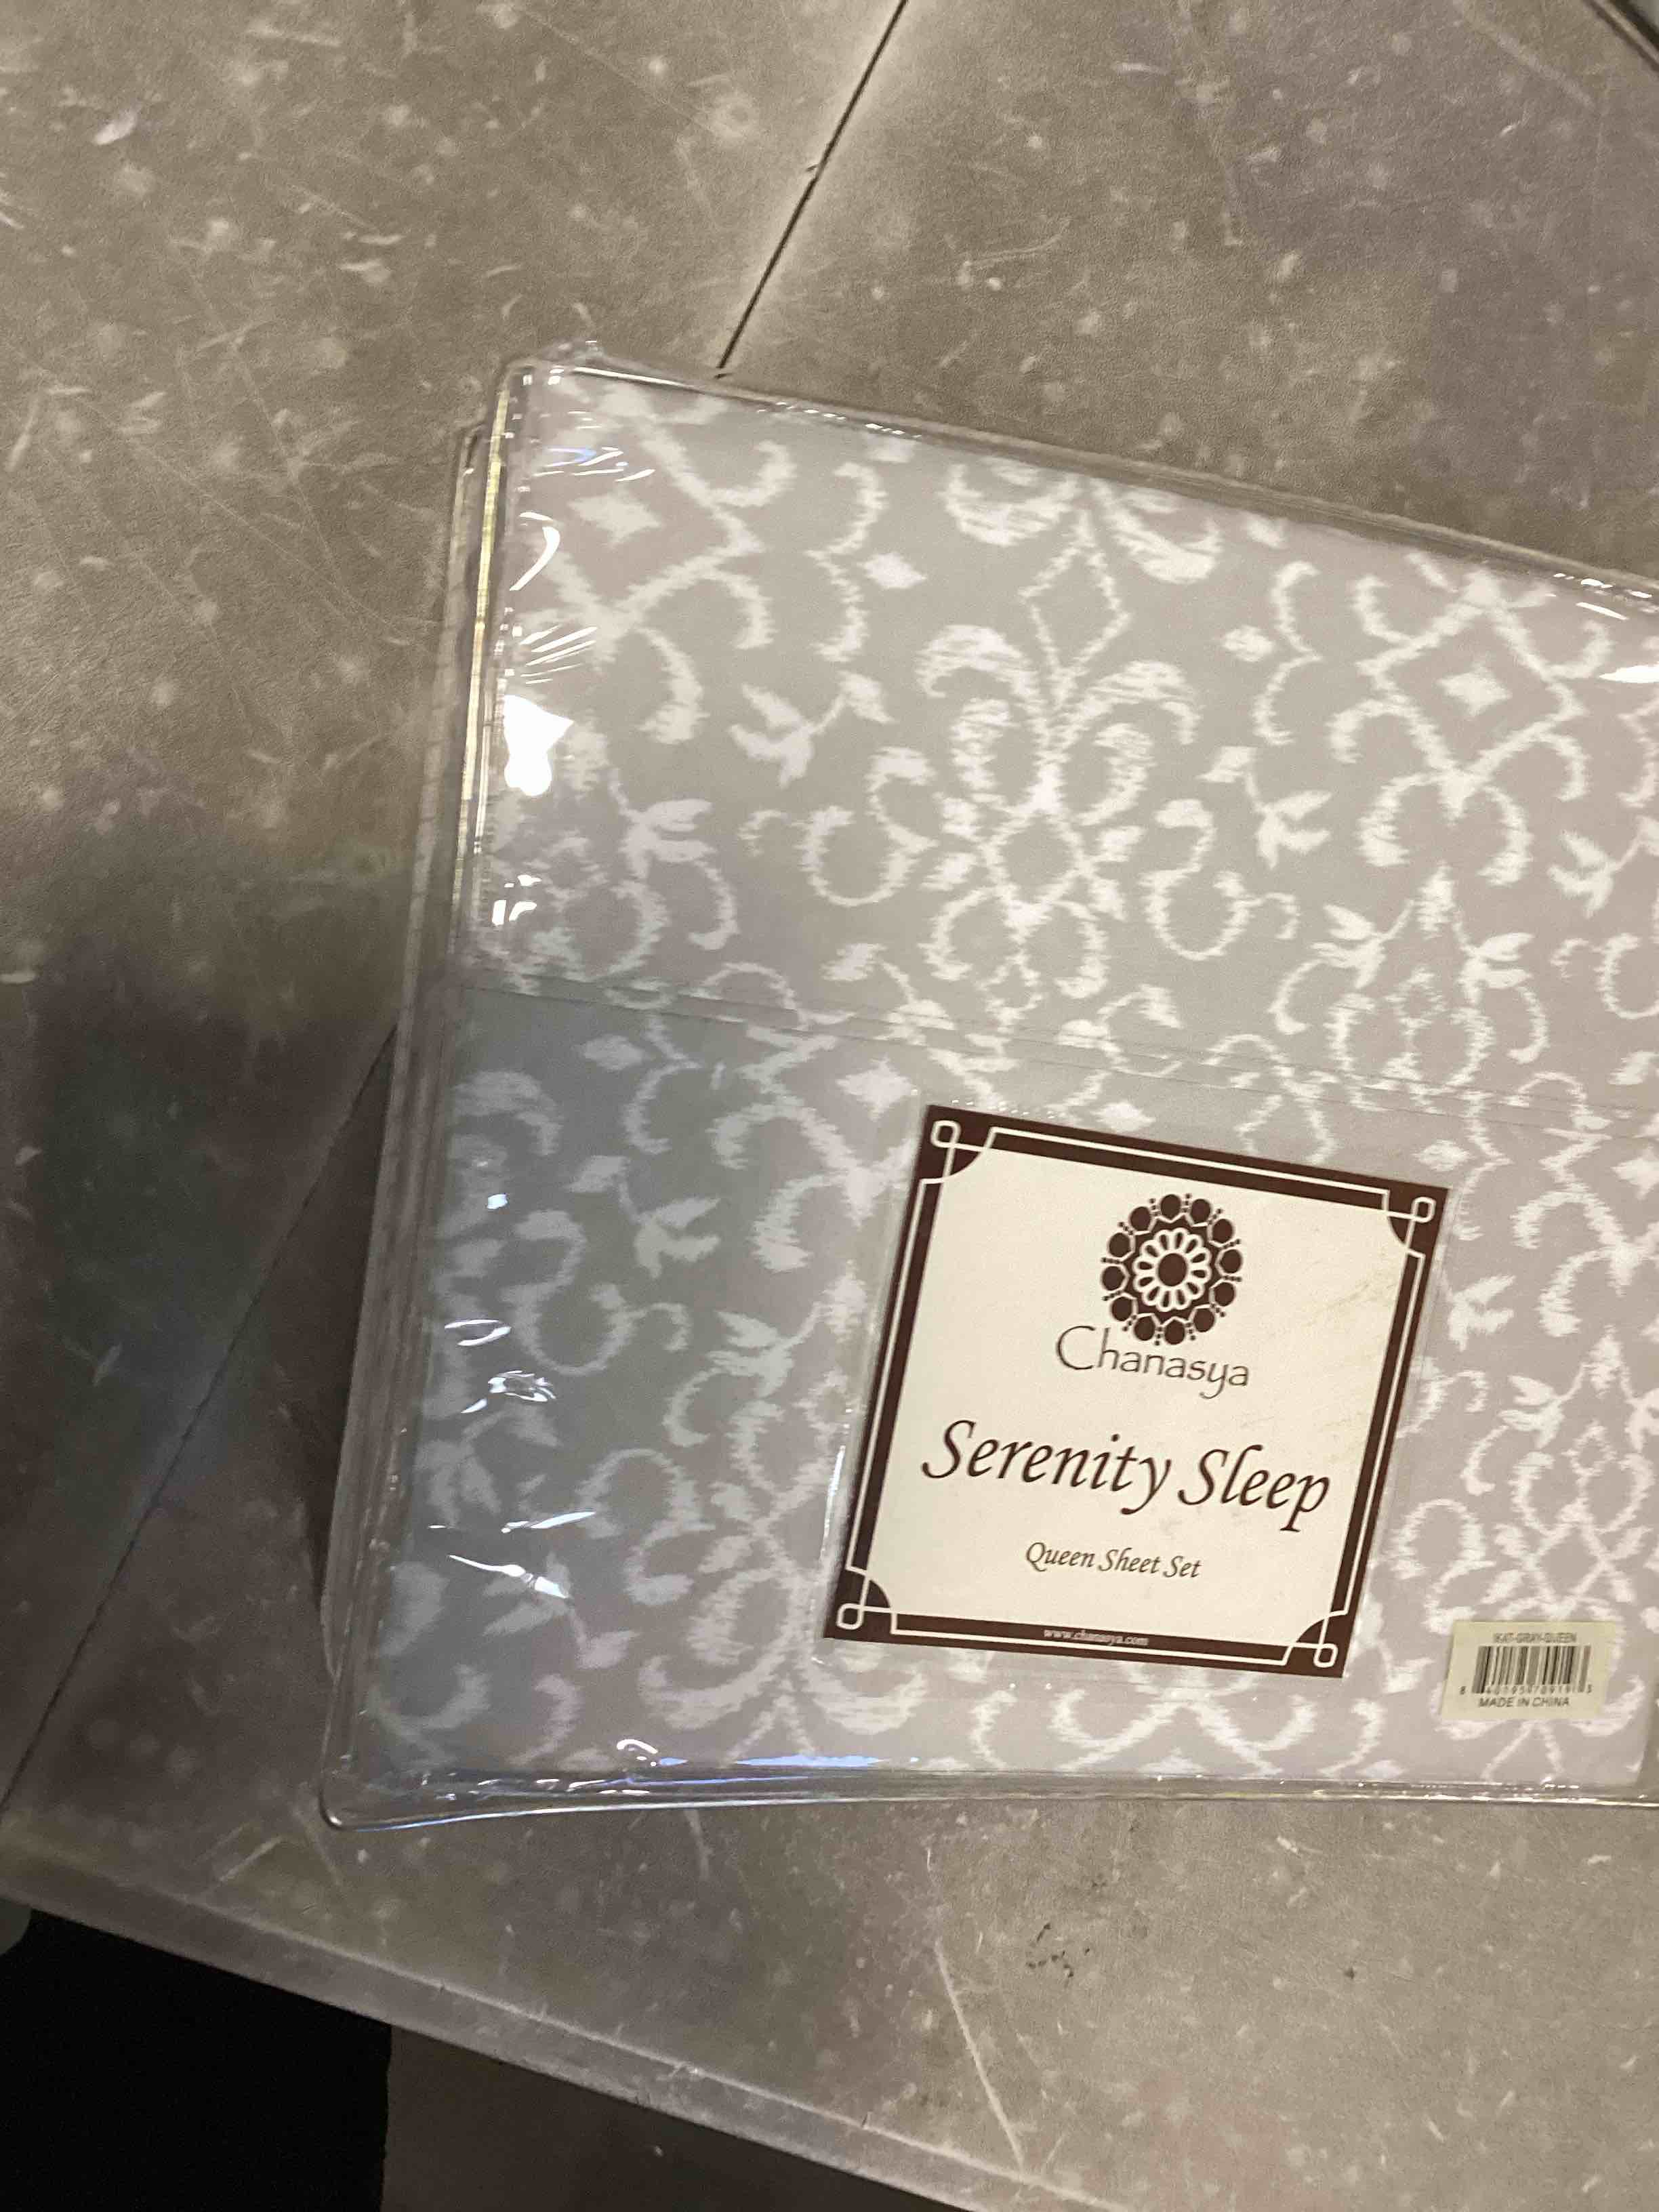 Chanasya
Serenity Sleep
Queen Sheet Set
www.chanasya.com
IKAT-GRAY-QUEEN
MADE IN CHINA